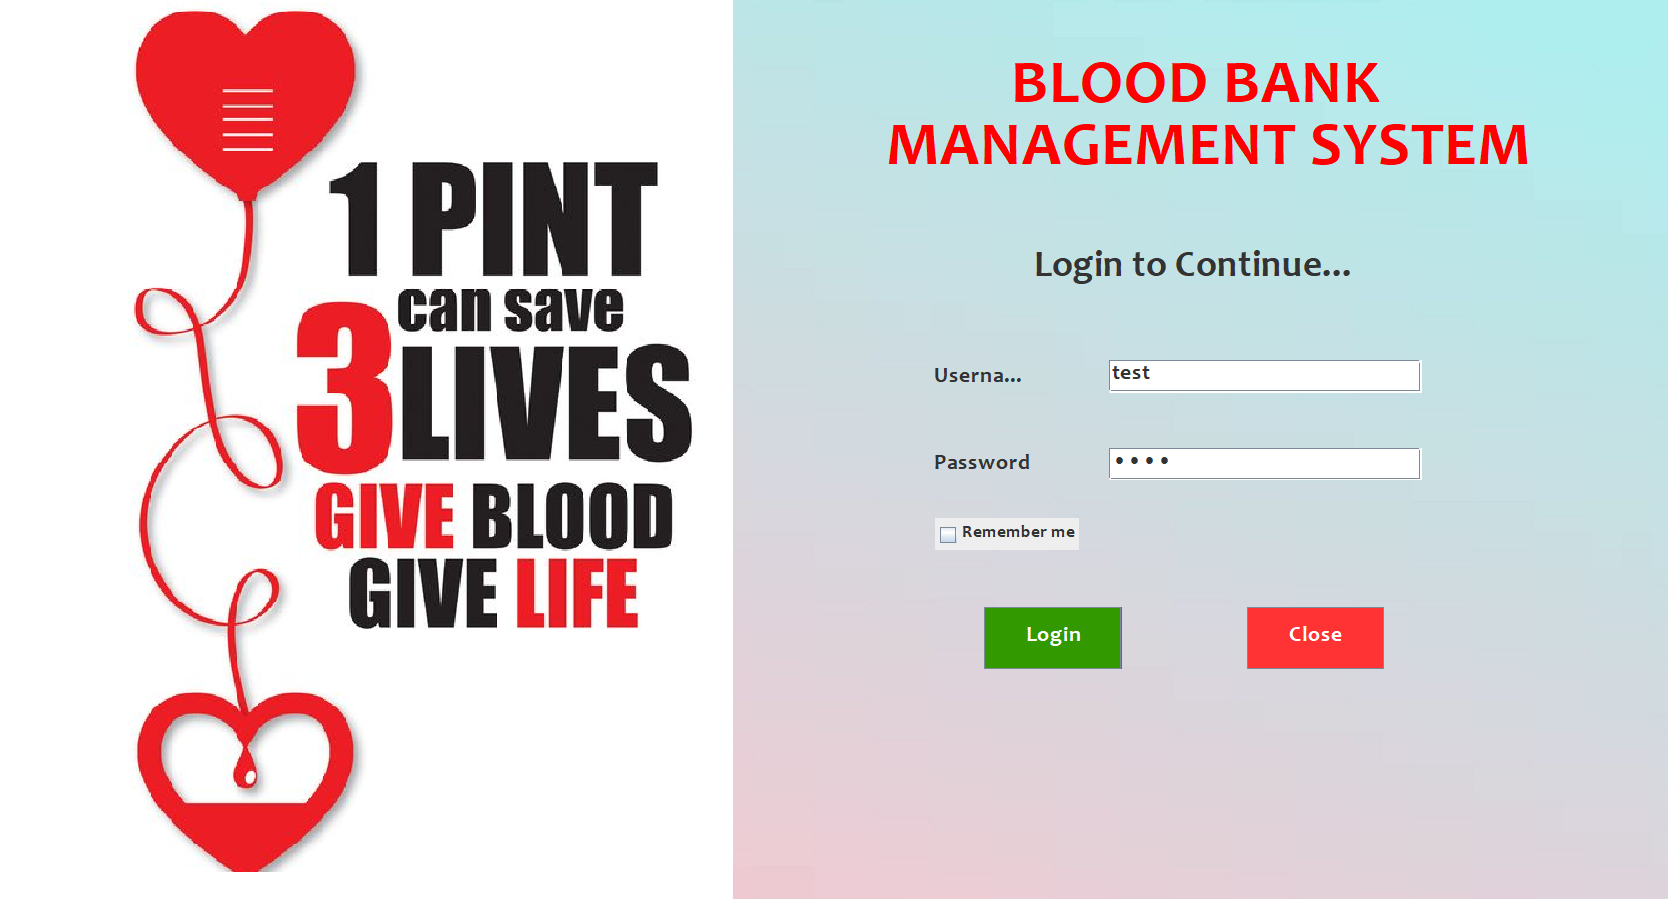 1 PINT
can save
3 LIVES
GIVE BLOOD
GIVE LIFE
BLOOD BANK
MANAGEMENT SYSTEM
Login to Continue...
Userna... test
Password ••••
Remember me
Login Close